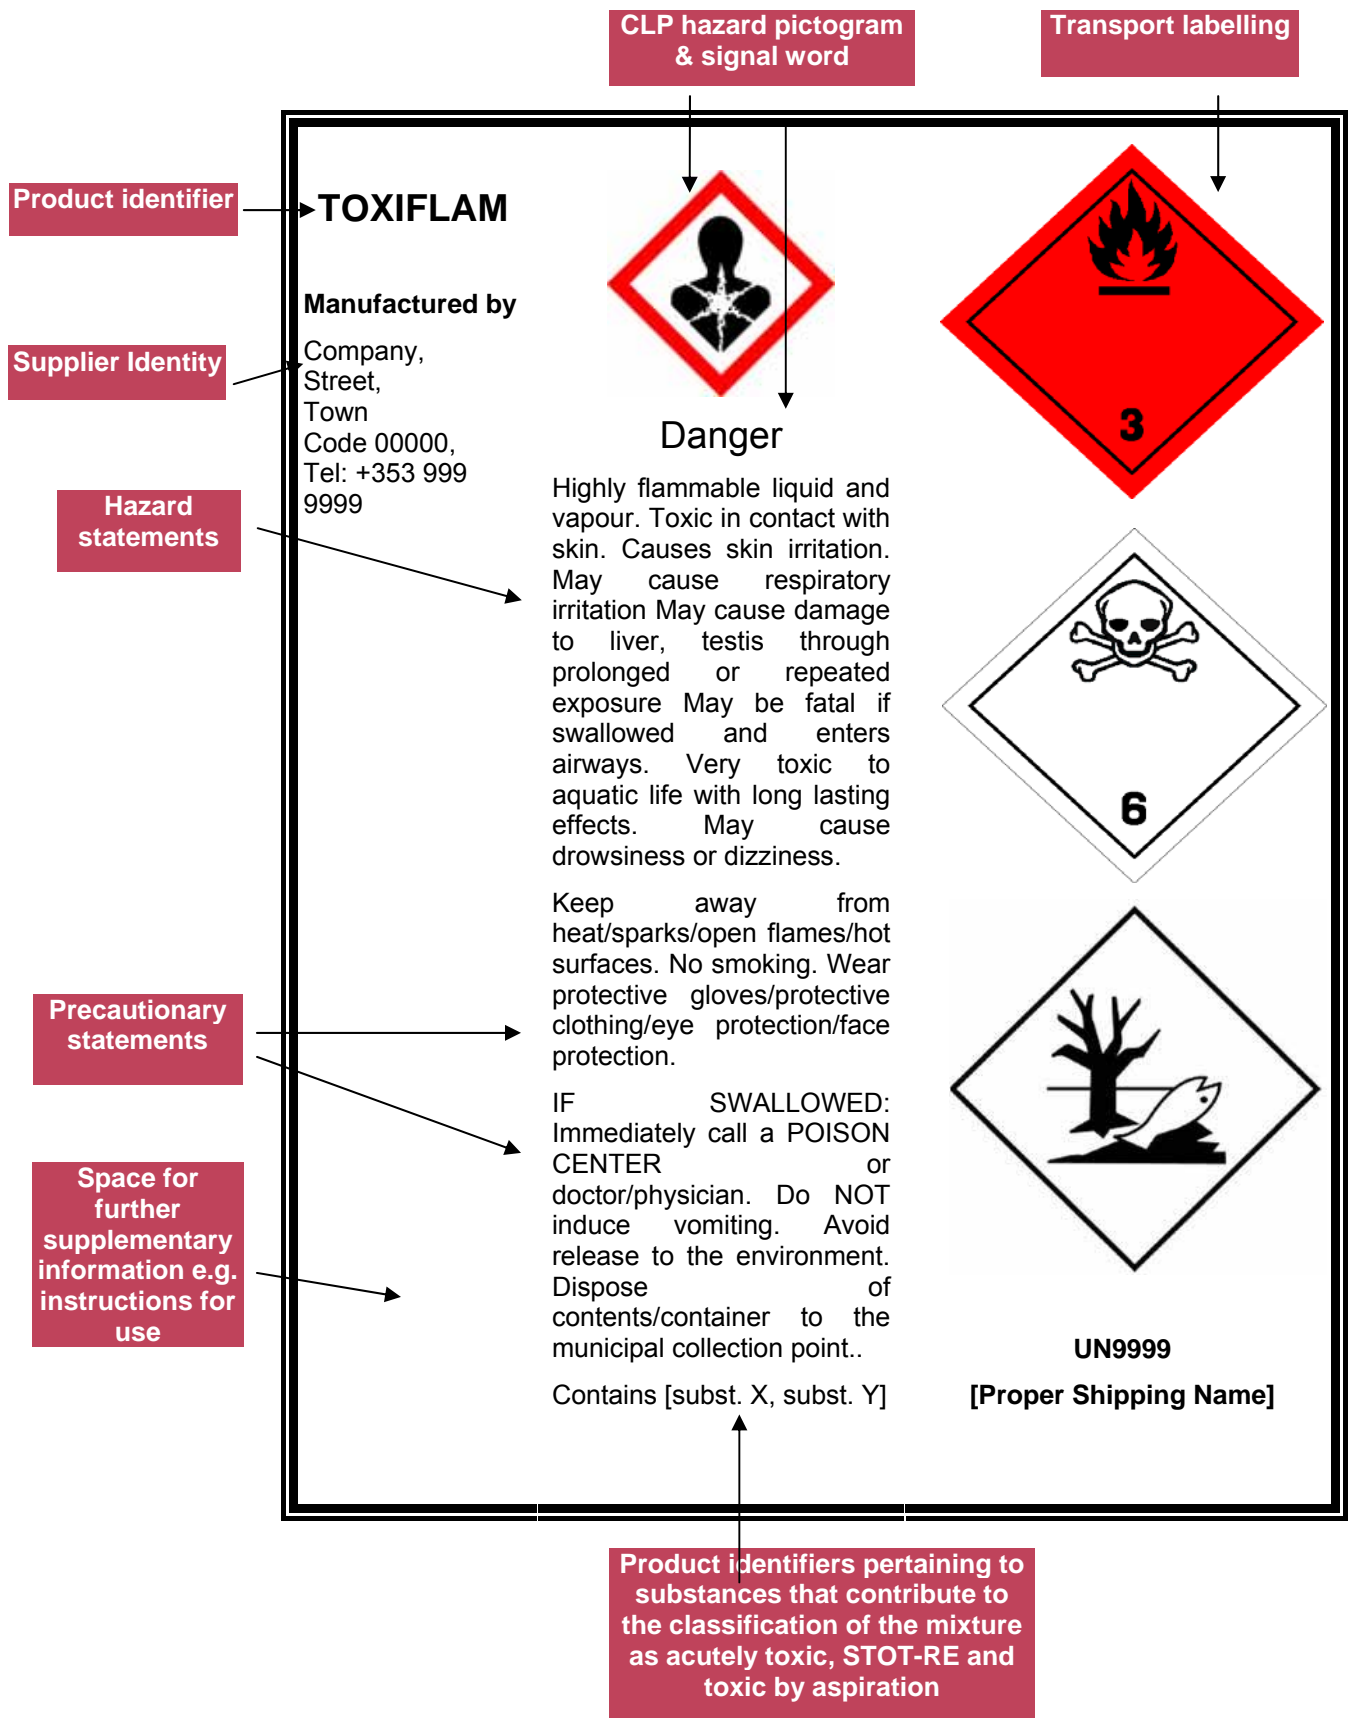 CLP hazard pictogram
& signal word
Transport labelling
Product identifier
TOXIFLAM
Manufactured by
Supplier Identity
Company,
Street,
Town
Code 00000,
Tel: +353 999
9999
Danger
3
Hazard
statements
Highly flammable liquid and
vapour. Toxic in contact with
skin. Causes skin irritation.
May cause respiratory
irritation May cause damage
to liver, testis through
prolonged or repeated
exposure May be fatal if
swallowed and enters
airways. Very toxic to
aquatic life with long lasting
effects. May cause
drowsiness or dizziness.
6
Precautionary
statements
Keep away from
heat/sparks/open flames/hot
surfaces. No smoking. Wear
protective gloves/protective
clothing/eye protection/face
protection.
IF SWALLOWED:
Immediately call a POISON
CENTER or
doctor/physician. Do NOT
induce vomiting. Avoid
release to the environment.
Dispose of
contents/container to the
municipal collection point..
Space for
further
supplementary
information e.g.
instructions for
use
Contains [subst. X, subst. Y]
UN9999
[Proper Shipping Name]
Product identifiers pertaining to
substances that contribute to
the classification of the mixture
as acutely toxic, STOT-RE and
toxic by aspiration